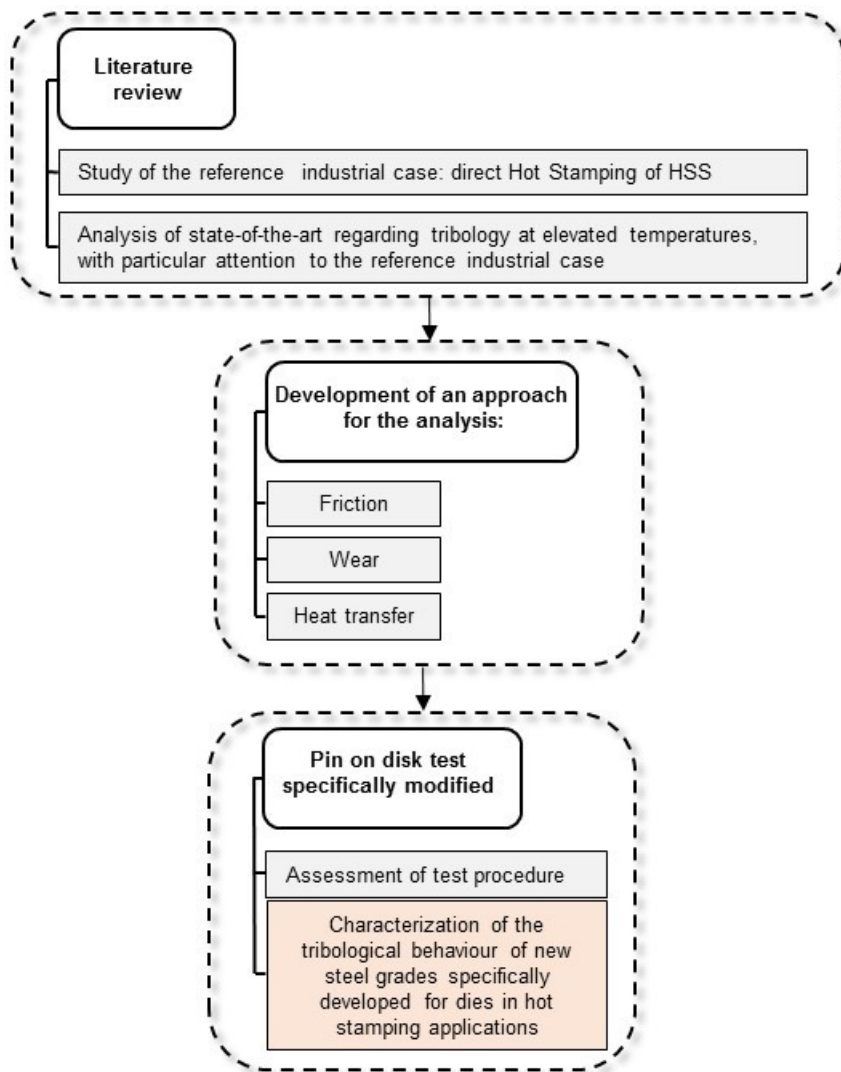 Literature
review
Study of the reference industrial case: direct Hot Stamping of HSS
Analysis of state-of-the-art regarding tribology at elevated temperatures,
with particular attention to the reference industrial case
Development of an approach
for the analysis:
Friction
Wear
Heat transfer
Pin on disk test
specifically modified
Assessment of test procedure
Characterization of the
tribological behaviour of new
steel grades specifically
developed for dies in hot
stamping applications